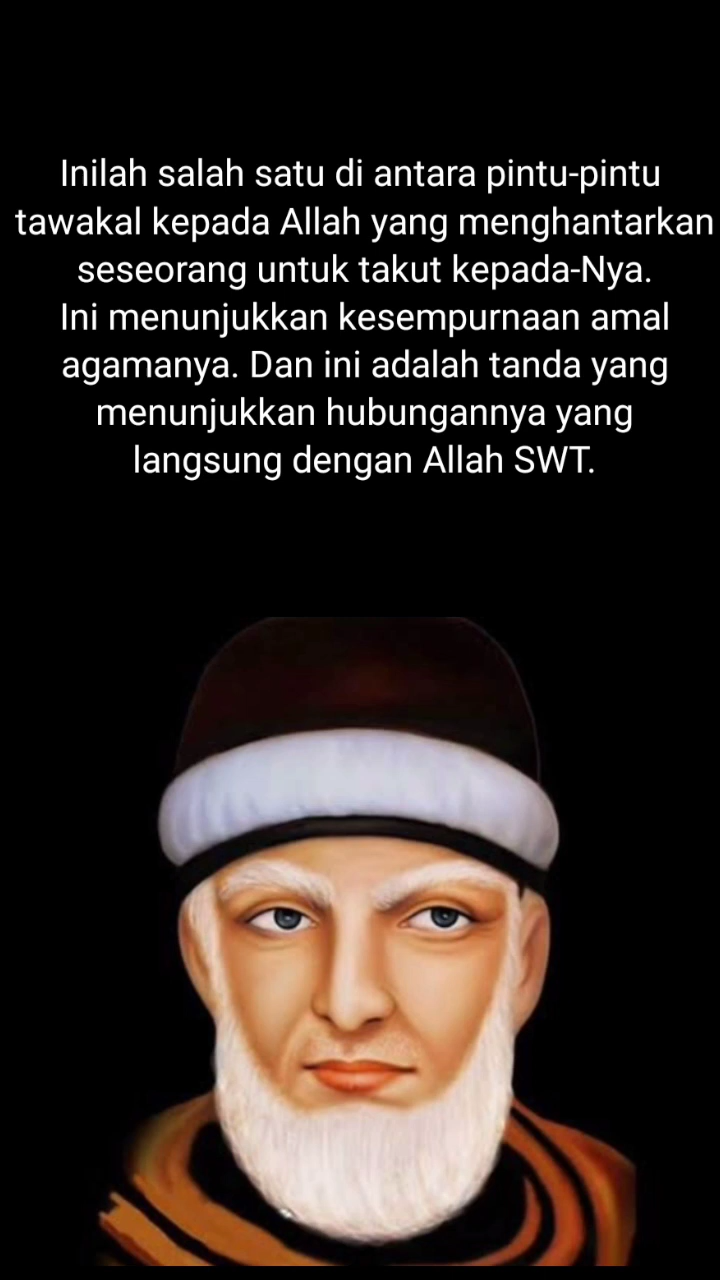 Inilah salah satu di antara pintu-pintu
tawakal kepada Allah yang menghantarkan
seseorang untuk takut kepada-Nya.
Ini menunjukkan kesempurnaan amal
agamanya. Dan ini adalah tanda yang
menunjukkan hubungannya yang
langsung dengan Allah SWT.